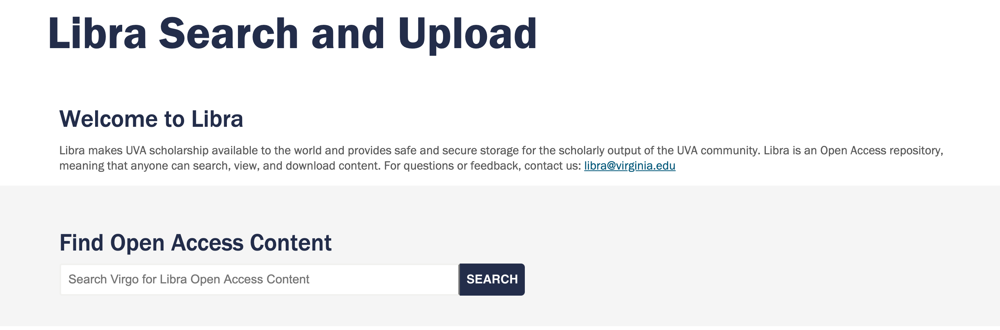 Libra Search and Upload
Welcome to Libra
Libra makes UVA scholarship available to the world and provides safe and secure storage for the scholarly output of the UVA community. Libra is an Open Access repository,
meaning that anyone can search, view, and download content. For questions or feedback, contact us: libra@virginia.edu
Find Open Access Content
Search Virgo for Libra Open Access Content
SEARCH